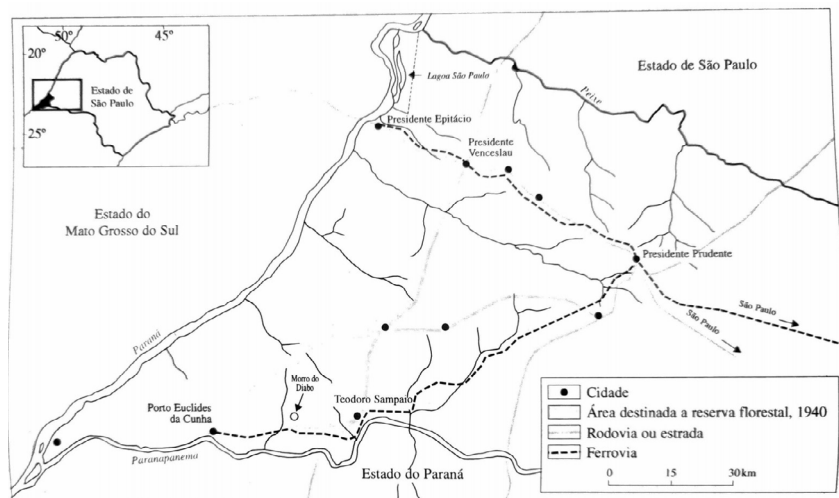 50°
45°
20°
25°
Estado de
São Paulo
Lagoa São Paulo
Estado de São Paulo
Peixe
Presidente Epitácio
Presidente
Venceslau
Estado do
Mato Grosso do Sul
Presidente Prudente
São Paulo
São Paulo
Paraná
Morro do
Diabo
Teodoro Sampaio
Porto Euclides
da Cunha
Paranapanema
Estado do Paraná
Cidade
Área destinada a reserva florestal, 1940
Rodovia ou estrada
Ferrovia
0 15 30 km